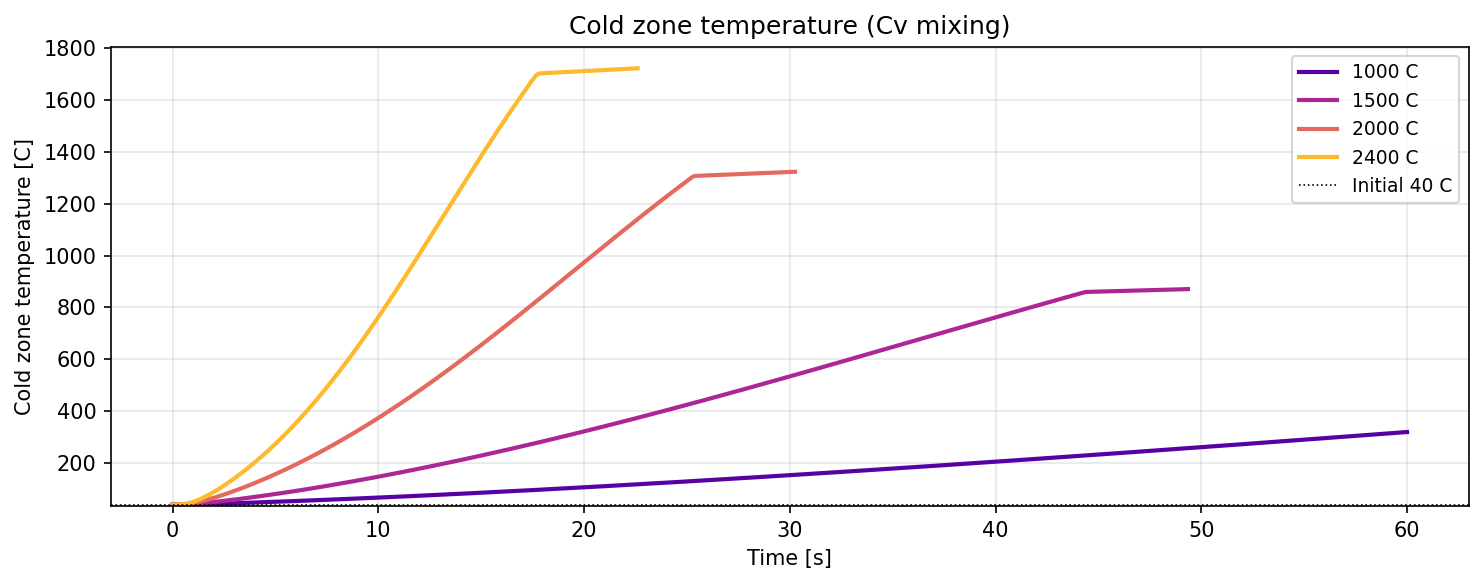 Cold zone temperature (Cv mixing)
Cold zone temperature [C]
1800
1600
1400
1200
1000
800
600
400
200
1000 C
1500 C
2000 C
2400 C
Initial 40 C
0 10 20 30 40 50 60
Time [s]